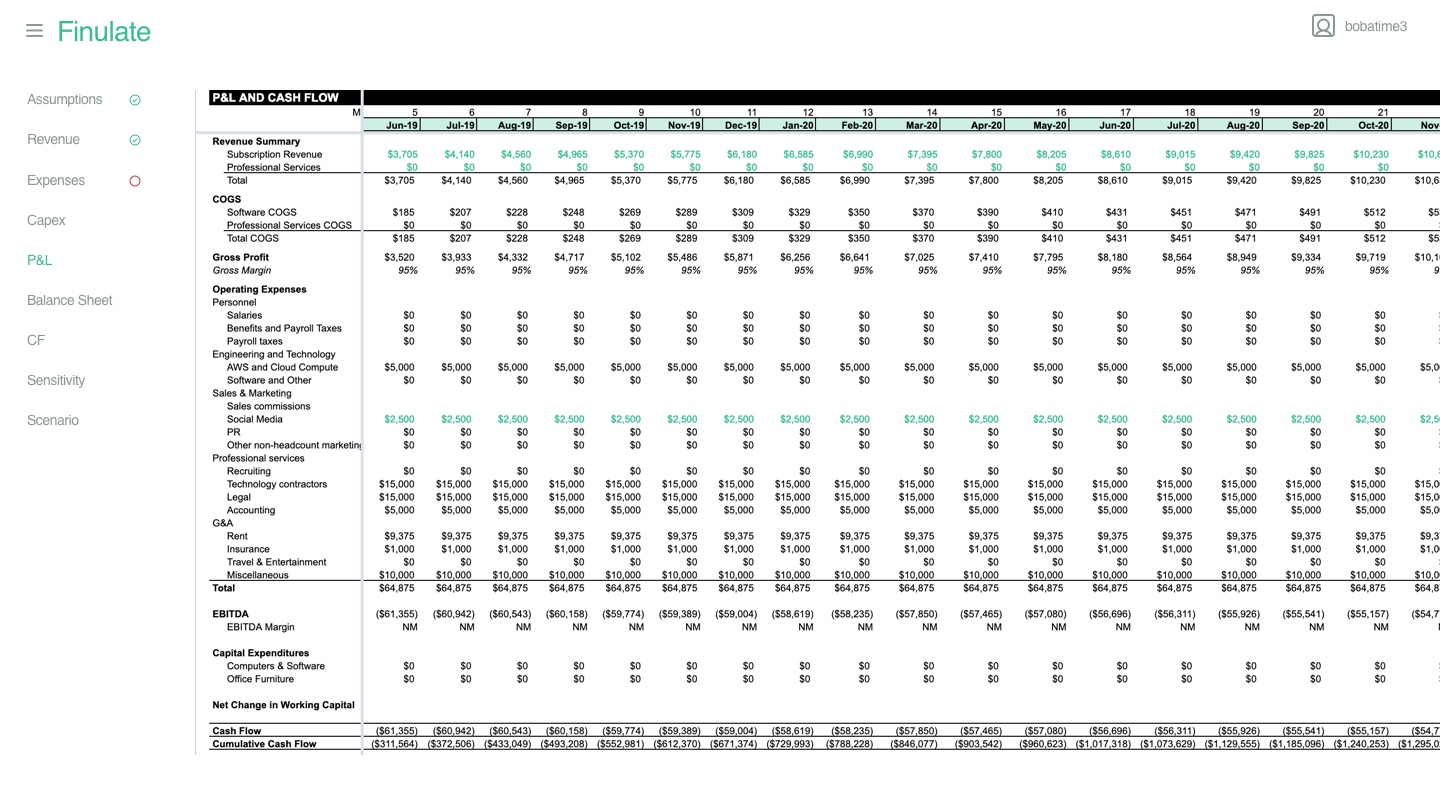 Finulate
bobatime3
Assumptions
Revenue
Expenses
Capex
P&L
Balance Sheet
CF
Sensitivity
Scenario
P&L AND CASH FLOW
M 5 6 7 8 9 10 11 12 13 14 15 16 17 18 19 20 21
Jun-19 Jul-19 Aug-19 Sep-19 Oct-19 Nov-19 Dec-19 Jan-20 Feb-20 Mar-20 Apr-20 May-20 Jun-20 Jul-20 Aug-20 Sep-20 Oct-20 Nov
Revenue Summary
Subscription Revenue $3,705 $4,140 $4,560 $4,965 $5,370 $5,775 $6,180 $6,585 $6,990 $7,395 $7,800 $8,205 $8,610 $9,015 $9,420 $9,825 $10,230 $10,6
Professional Services $0 $0 $0 $0 $0 $0 $0 $0 $0 $0 $0 $0 $0 $0 $0 $0 $0
Total $3,705 $4,140 $4,560 $4,965 $5,370 $5,775 $6,180 $6,585 $6,990 $7,395 $7,800 $8,205 $8,610 $9,015 $9,420 $9,825 $10,230 $10,6
COGS
Software COGS $185 $207 $228 $248 $269 $289 $309 $329 $350 $370 $390 $410 $431 $451 $471 $491 $512 $5
Professional Services COGS $0 $0 $0 $0 $0 $0 $0 $0 $0 $0 $0 $0 $0 $0 $0 $0 $0
Total COGS $185 $207 $228 $248 $269 $289 $309 $329 $350 $370 $390 $410 $431 $451 $471 $491 $512 $5
Gross Profit $3,520 $3,933 $4,332 $4,717 $5,102 $5,486 $5,871 $6,256 $6,641 $7,025 $7,410 $7,795 $8,180 $8,564 $8,949 $9,334 $9,719 $10,1
Gross Margin 95% 95% 95% 95% 95% 95% 95% 95% 95% 95% 95% 95% 95% 95% 95% 95% 95% 9
Operating Expenses
Personnel
Salaries $0 $0 $0 $0 $0 $0 $0 $0 $0 $0 $0 $0 $0 $0 $0 $0 $0
Benefits and Payroll Taxes $0 $0 $0 $0 $0 $0 $0 $0 $0 $0 $0 $0 $0 $0 $0 $0 $0
Payroll taxes $0 $0 $0 $0 $0 $0 $0 $0 $0 $0 $0 $0 $0 $0 $0 $0 $0
Engineering and Technology
AWS and Cloud Compute $5,000 $5,000 $5,000 $5,000 $5,000 $5,000 $5,000 $5,000 $5,000 $5,000 $5,000 $5,000 $5,000 $5,000 $5,000 $5,000 $5,000 $5,0
Software and Other $0 $0 $0 $0 $0 $0 $0 $0 $0 $0 $0 $0 $0 $0 $0 $0 $0
Sales & Marketing
Sales commissions
Social Media $2,500 $2,500 $2,500 $2,500 $2,500 $2,500 $2,500 $2,500 $2,500 $2,500 $2,500 $2,500 $2,500 $2,500 $2,500 $2,500 $2,500 $2,5
PR $0 $0 $0 $0 $0 $0 $0 $0 $0 $0 $0 $0 $0 $0 $0 $0 $0
Other non-headcount marketing $0 $0 $0 $0 $0 $0 $0 $0 $0 $0 $0 $0 $0 $0 $0 $0 $0
Professional services
Recruiting $0 $0 $0 $0 $0 $0 $0 $0 $0 $0 $0 $0 $0 $0 $0 $0 $0
Technology contractors $15,000 $15,000 $15,000 $15,000 $15,000 $15,000 $15,000 $15,000 $15,000 $15,000 $15,000 $15,000 $15,000 $15,000 $15,000 $15,000 $15,000 $15,0
Legal $15,000 $15,000 $15,000 $15,000 $15,000 $15,000 $15,000 $15,000 $15,000 $15,000 $15,000 $15,000 $15,000 $15,000 $15,000 $15,000 $15,000 $15,0
Accounting $5,000 $5,000 $5,000 $5,000 $5,000 $5,000 $5,000 $5,000 $5,000 $5,000 $5,000 $5,000 $5,000 $5,000 $5,000 $5,000 $5,000 $5,0
G&A
Rent $9,375 $9,375 $9,375 $9,375 $9,375 $9,375 $9,375 $9,375 $9,375 $9,375 $9,375 $9,375 $9,375 $9,375 $9,375 $9,375 $9,375 $9,3
Insurance $1,000 $1,000 $1,000 $1,000 $1,000 $1,000 $1,000 $1,000 $1,000 $1,000 $1,000 $1,000 $1,000 $1,000 $1,000 $1,000 $1,000 $1,0
Travel & Entertainment $0 $0 $0 $0 $0 $0 $0 $0 $0 $0 $0 $0 $0 $0 $0 $0 $0
Miscellaneous $10,000 $10,000 $10,000 $10,000 $10,000 $10,000 $10,000 $10,000 $10,000 $10,000 $10,000 $10,000 $10,000 $10,000 $10,000 $10,000 $10,000 $10,0
Total $64,875 $64,875 $64,875 $64,875 $64,875 $64,875 $64,875 $64,875 $64,875 $64,875 $64,875 $64,875 $64,875 $64,875 $64,875 $64,875 $64,875 $64,8
EBITDA ($61,355) ($60,942) ($60,543) ($60,158) ($59,774) ($59,389) ($59,004) ($58,619) ($58,235) ($57,850) ($57,465) ($57,080) ($56,696) ($56,311) ($55,926) ($55,541) ($55,157) ($54,7
EBITDA Margin NM NM NM NM NM NM NM NM NM NM NM NM NM NM NM NM NM
Capital Expenditures
Computers & Software $0 $0 $0 $0 $0 $0 $0 $0 $0 $0 $0 $0 $0 $0 $0 $0 $0
Office Furniture $0 $0 $0 $0 $0 $0 $0 $0 $0 $0 $0 $0 $0 $0 $0 $0 $0
Net Change in Working Capital
Cash Flow ($61,355) ($60,942) ($60,543) ($60,158) ($59,774) ($59,389) ($59,004) ($58,619) ($58,235) ($57,850) ($57,465) ($57,080) ($56,696) ($56,311) ($55,926) ($55,541) ($55,157) ($54,7
Cumulative Cash Flow ($311,564) ($372,506) ($433,049) ($493,208) ($552,981) ($612,370) ($671,374) ($729,993) ($788,228) ($846,077) ($903,542) ($960,623) ($1,017,318) ($1,073,629) ($1,129,555) ($1,185,096) ($1,240,253) ($1,295,0